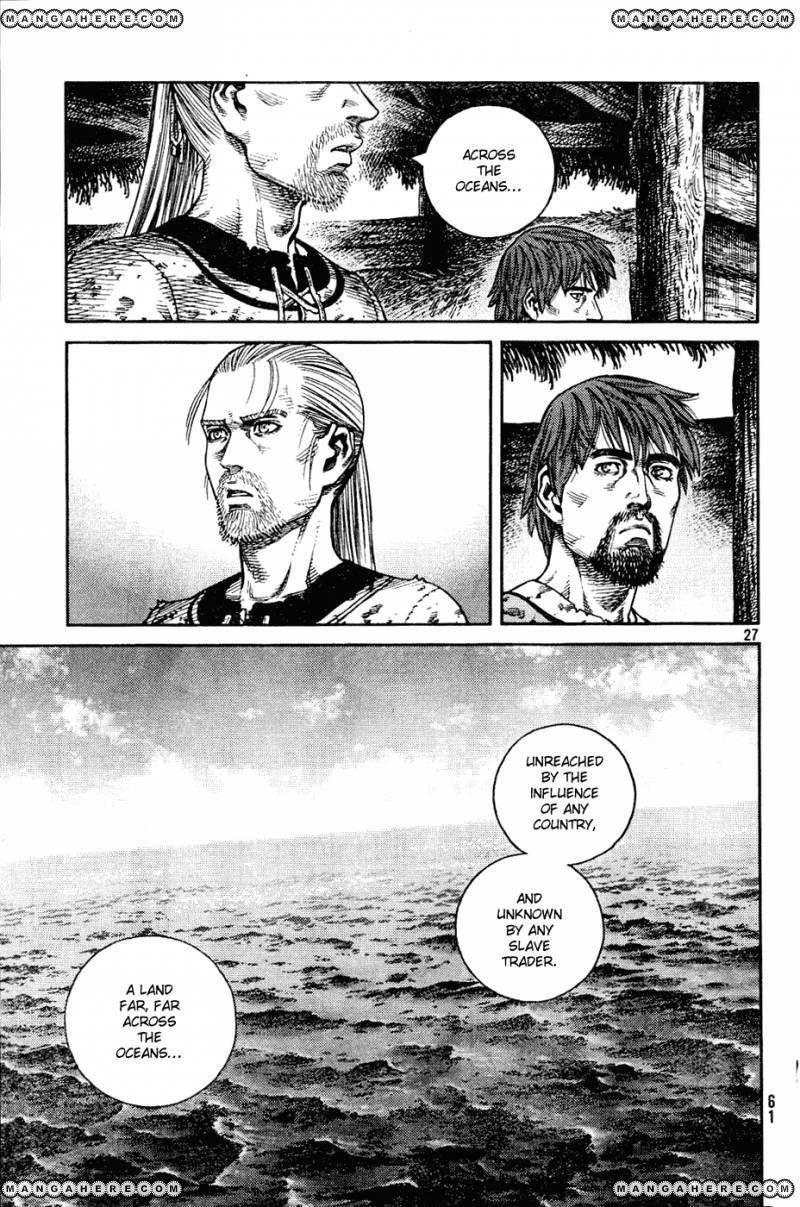 MANGAHERE.COM
MANGAHERE.COM
ACROSS
THE
OCEANS...
27
UNREACHED
BY THE
INFLUENCE
OF ANY
COUNTRY,
AND
UNKNOWN
BY ANY
SLAVE
TRADER.
A LAND
FAR, FAR
ACROSS
THE
OCEANS...
61
MANGAHERE.COM
MANGAHERE.COM